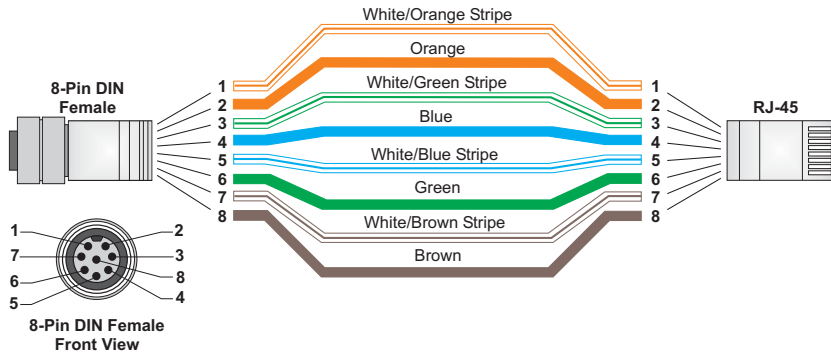 White/Orange Stripe
Orange
8-Pin DIN
Female
White/Green Stripe
RJ-45
Blue
White/Blue Stripe
Green
White/Brown Stripe
Brown
1
2
3
4
5
6
7
8
1
2
3
4
5
6
7
8
1
7
6
5
2
3
8
4
8-Pin DIN Female
Front View